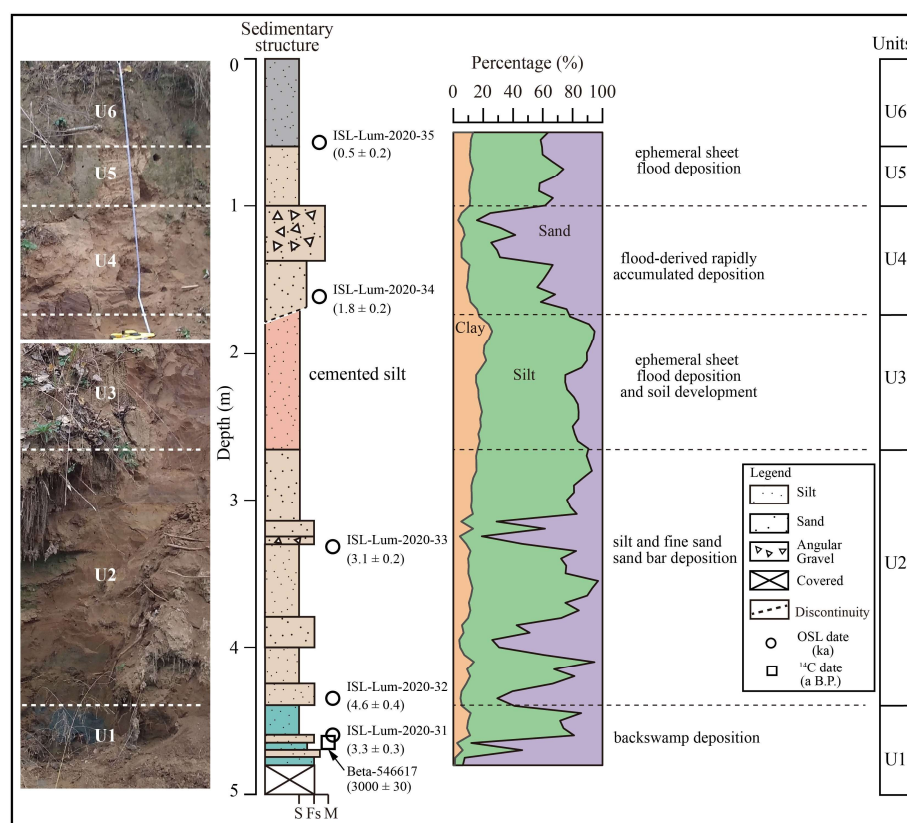 Sedimentary
structure
Percentage (%)
0 20 40 60 80 100
Units
0
1
2
3
4
5
Depth (m)
U6
U5
U4
U3
U2
U1
ISL-Lum-2020-35
(0.5 ± 0.2)
ISL-Lum-2020-34
(1.8 ± 0.2)
cemented silt
ISL-Lum-2020-33
(3.1 ± 0.2)
ISL-Lum-2020-32
(4.6 ± 0.4)
ISL-Lum-2020-31
(3.3 ± 0.3)
Beta-546617
(3000 ± 30)
S Fs M
Sand
Clay
Silt
ephemeral sheet
flood deposition
flood-derived rapidly
accumulated deposition
ephemeral sheet
flood deposition
and soil development
silt and fine sand
sand bar deposition
backswamp deposition
Legend
Silt
Sand
Angular
Gravel
Covered
Discontinuity
OSL date
(ka)
¹⁴C date
(a B.P.)
U6
U5
U4
U3
U2
U1